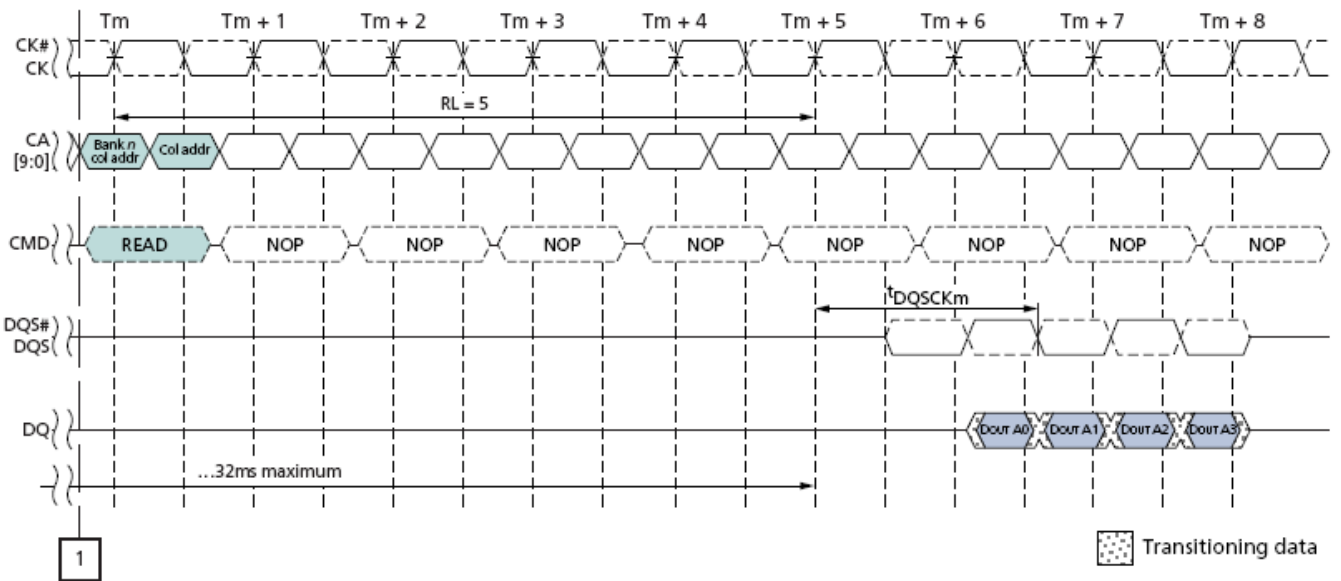 Tm Tm + 1 Tm + 2 Tm + 3 Tm + 4 Tm + 5 Tm + 6 Tm + 7 Tm + 8
CK#
CK
RL = 5
CA
[9:0]
Bank n
col addr
Col addr
CMD READ NOP NOP NOP NOP NOP NOP NOP NOP
tDQSCKm
DQS#
DQS
DQ DOUT A0 DOUT A1 DOUT A2 DOUT A3
...32ms maximum
1
Transitioning data